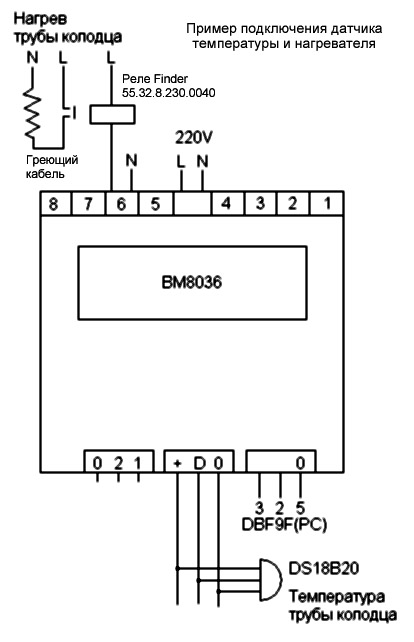 Нагрев
трубы колодца
Пример подключения датчика
температуры и нагревателя
N L L
Реле Finder
55.32.8.230.0040
Греющий
кабель
N
220V
L N
8 7 6 5 4 3 2 1
BM8036
0 2 1 + D 0 0
3 2 5
DBF9F(PC)
DS18B20
Температура
трубы колодца